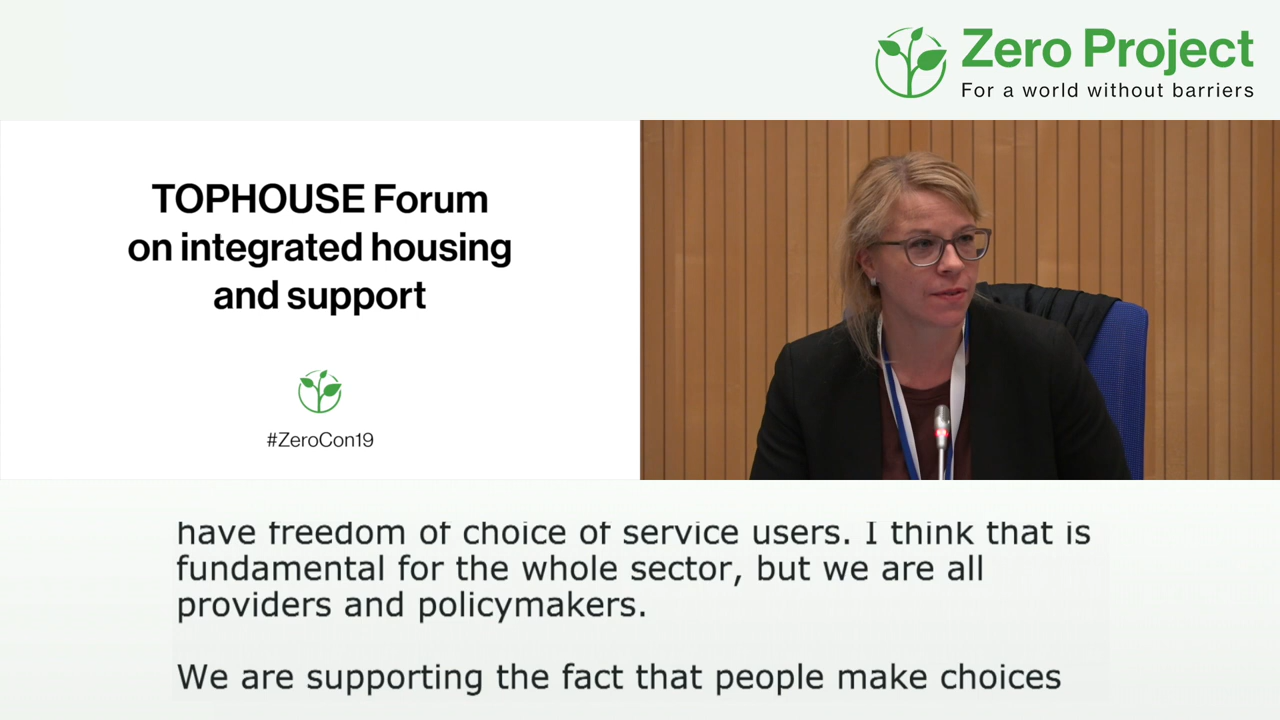 Zero Project
For a world without barriers
TOPHOUSE Forum
on integrated housing
and support
#ZeroCon19
have freedom of choice of service users. I think that is
fundamental for the whole sector, but we are all
providers and policymakers.
We are supporting the fact that people make choices